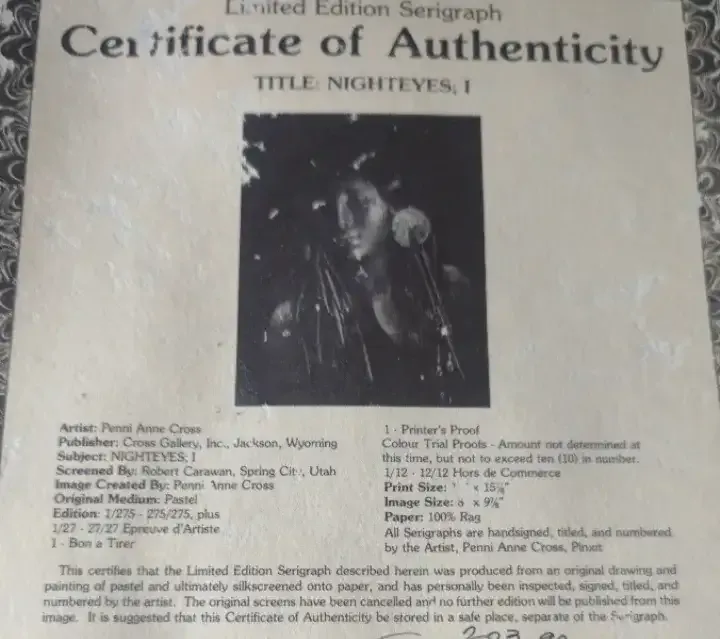 Limited Edition Serigraph
Certificate of Authenticity
TITLE: NIGHTEYES; I
Artist: Penni Anne Cross
Publisher: Cross Gallery, Inc., Jackson, Wyoming
Subject: NIGHTEYES; I
Screened By: Robert Carawan, Spring City, Utah
Image Created By: Penni Anne Cross
Original Medium: Pastel
Edition: 1/275 - 275/275, plus
1/27 - 27/27 Epreuve d'Artiste
1 - Bon a Tirer
1 - Printer's Proof
Colour Trial Proofs - Amount not determined at
this time, but not to exceed ten (10) in number.
1/12 - 12/12 Hors de Commerce
Print Size: x 15¼"
Image Size: x 9⅝"
Paper: 100% Rag
All Serigraphs are handsigned, titled, and numbered
by the Artist, Penni Anne Cross, Pinxit
This certifies that the Limited Edition Serigraph described herein was produced from an original drawing and
painting of pastel and ultimately silkscreened onto paper, and has personally been inspected, signed, titled, and
numbered by the artist. The original screens have been cancelled and no further edition will be published from this
image. It is suggested that this Certificate of Authenticity be stored in a safe place, separate of the Serigraph.